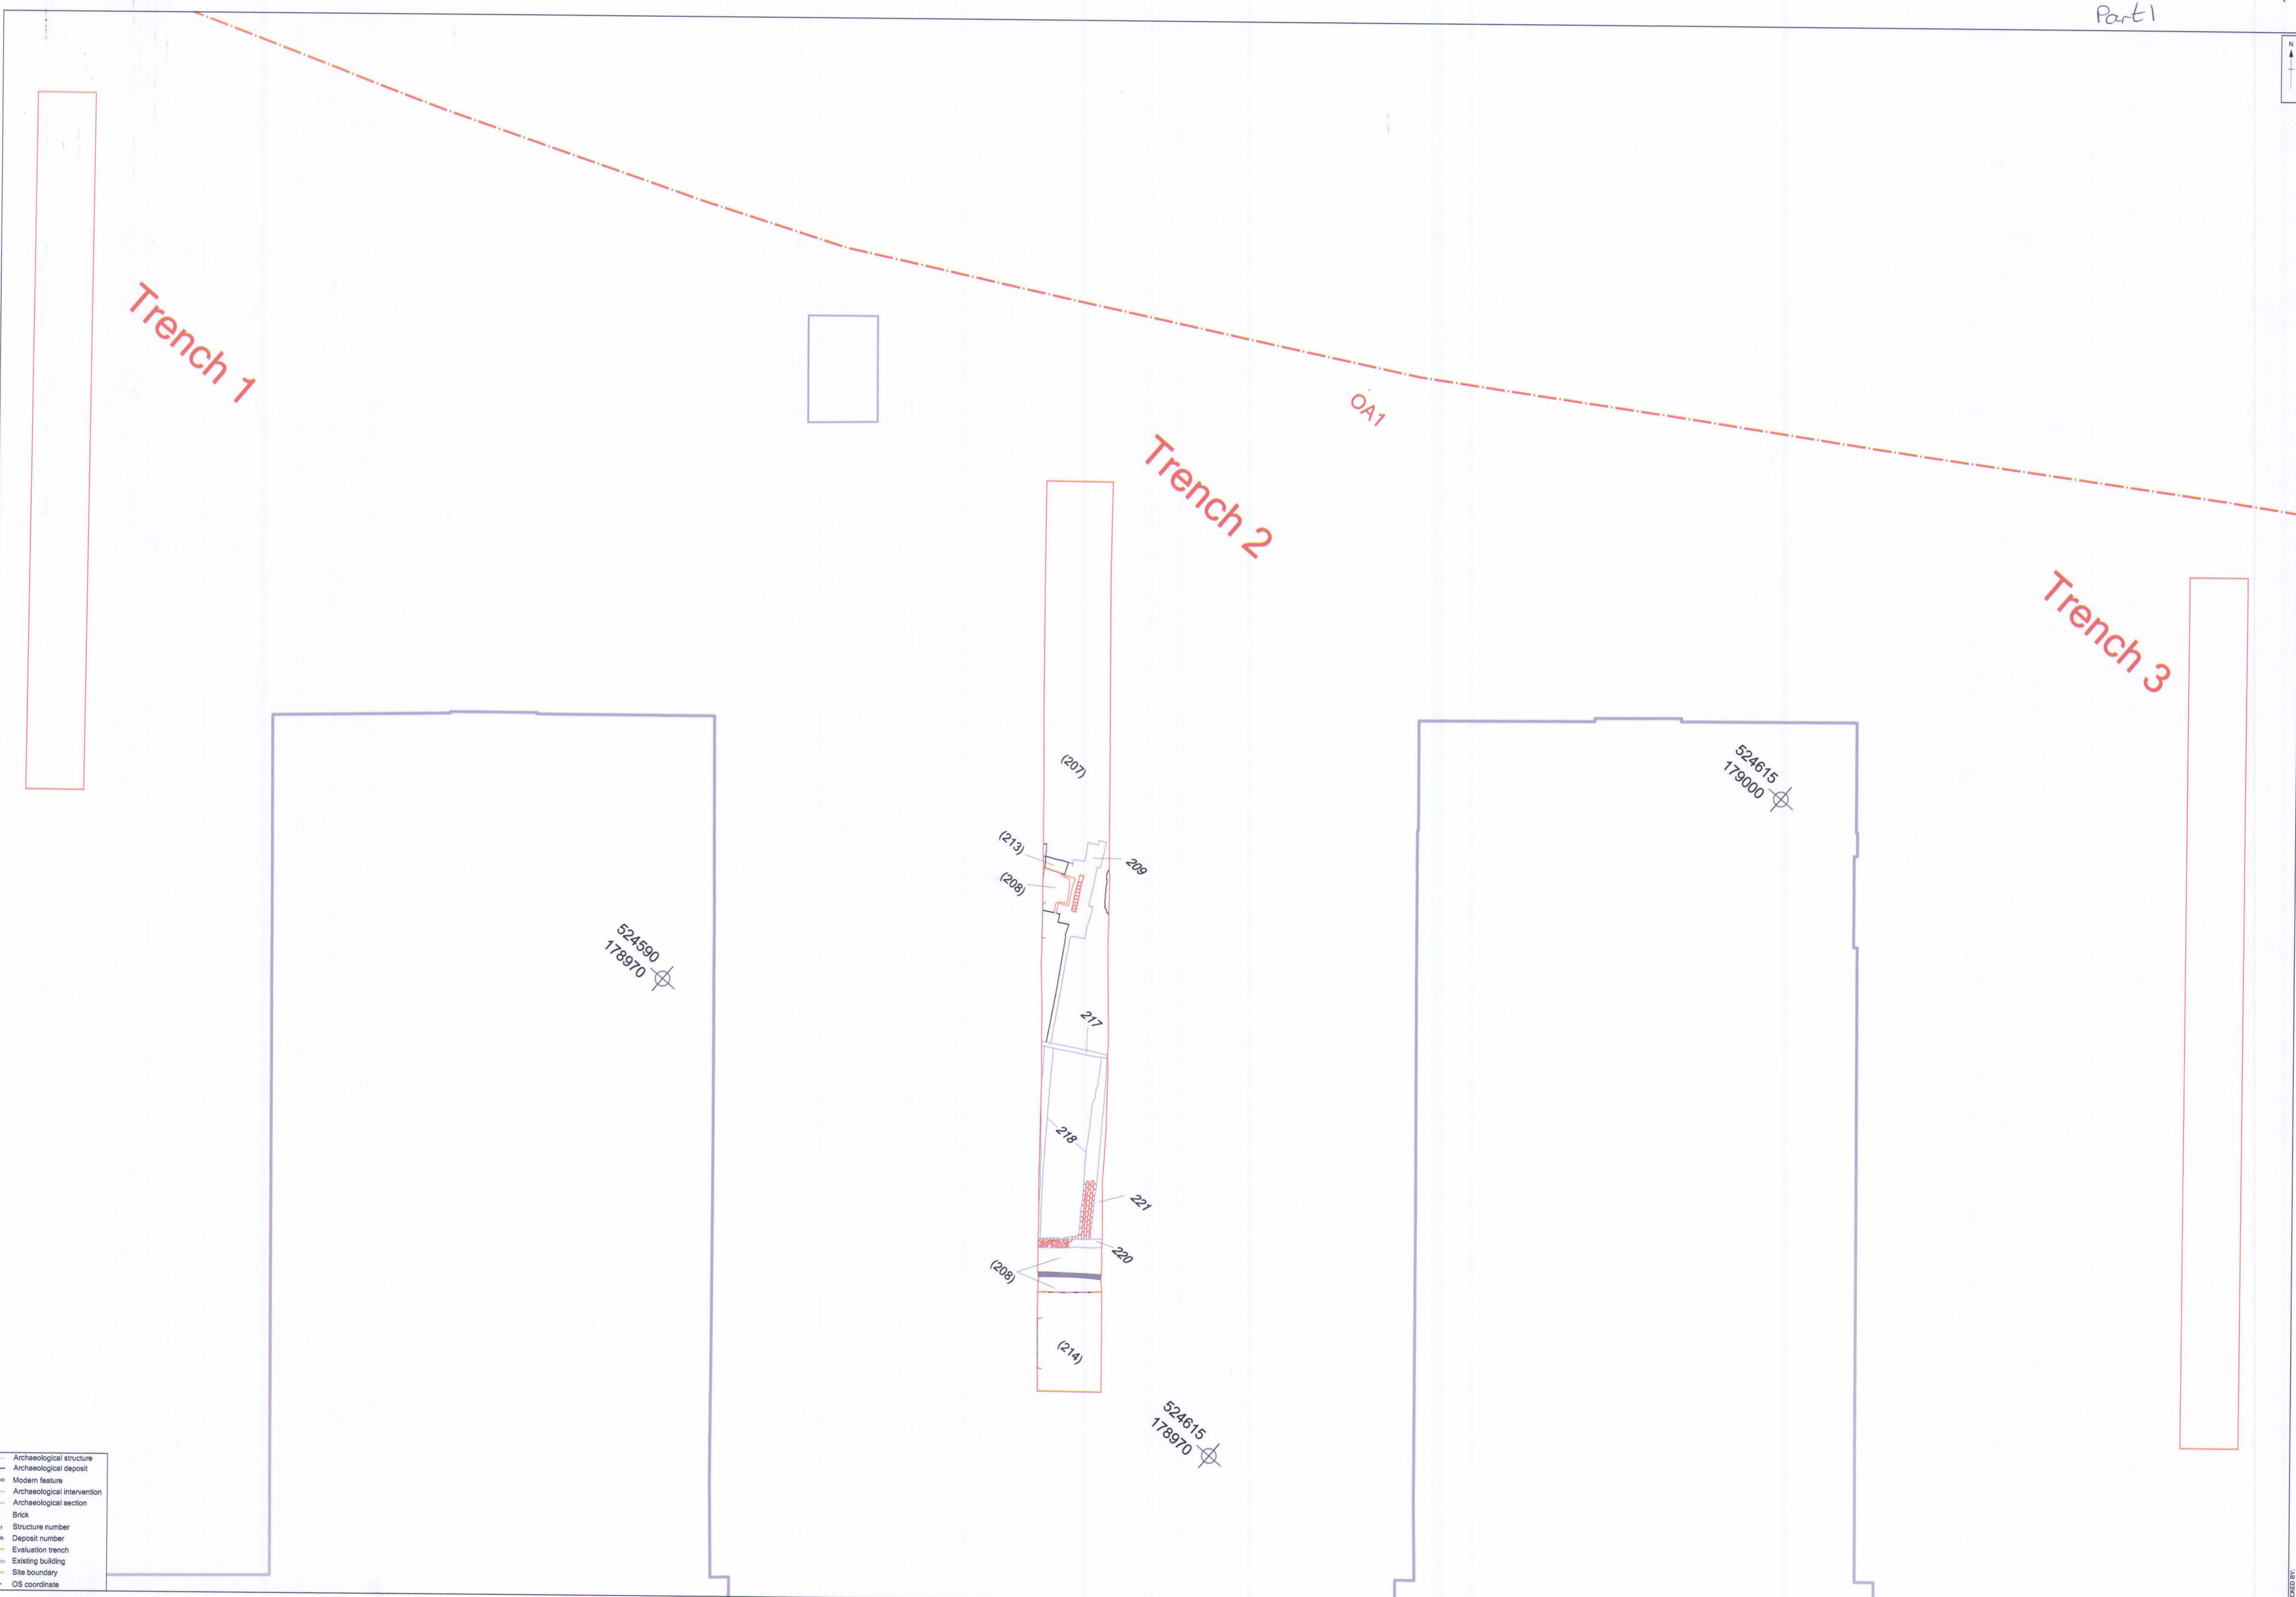 Part 1
N
Trench 1
OA1
Trench 2
Trench 3
(207)
524615
179000
(213)
209
(208)
524590
178970
217
218
221
220
(208)
(214)
524615
178970
Archaeological structure
Archaeological deposit
Modern feature
Archaeological intervention
Archaeological section
Brick
Structure number
Deposit number
Evaluation trench
Existing building
Site boundary
OS coordinate